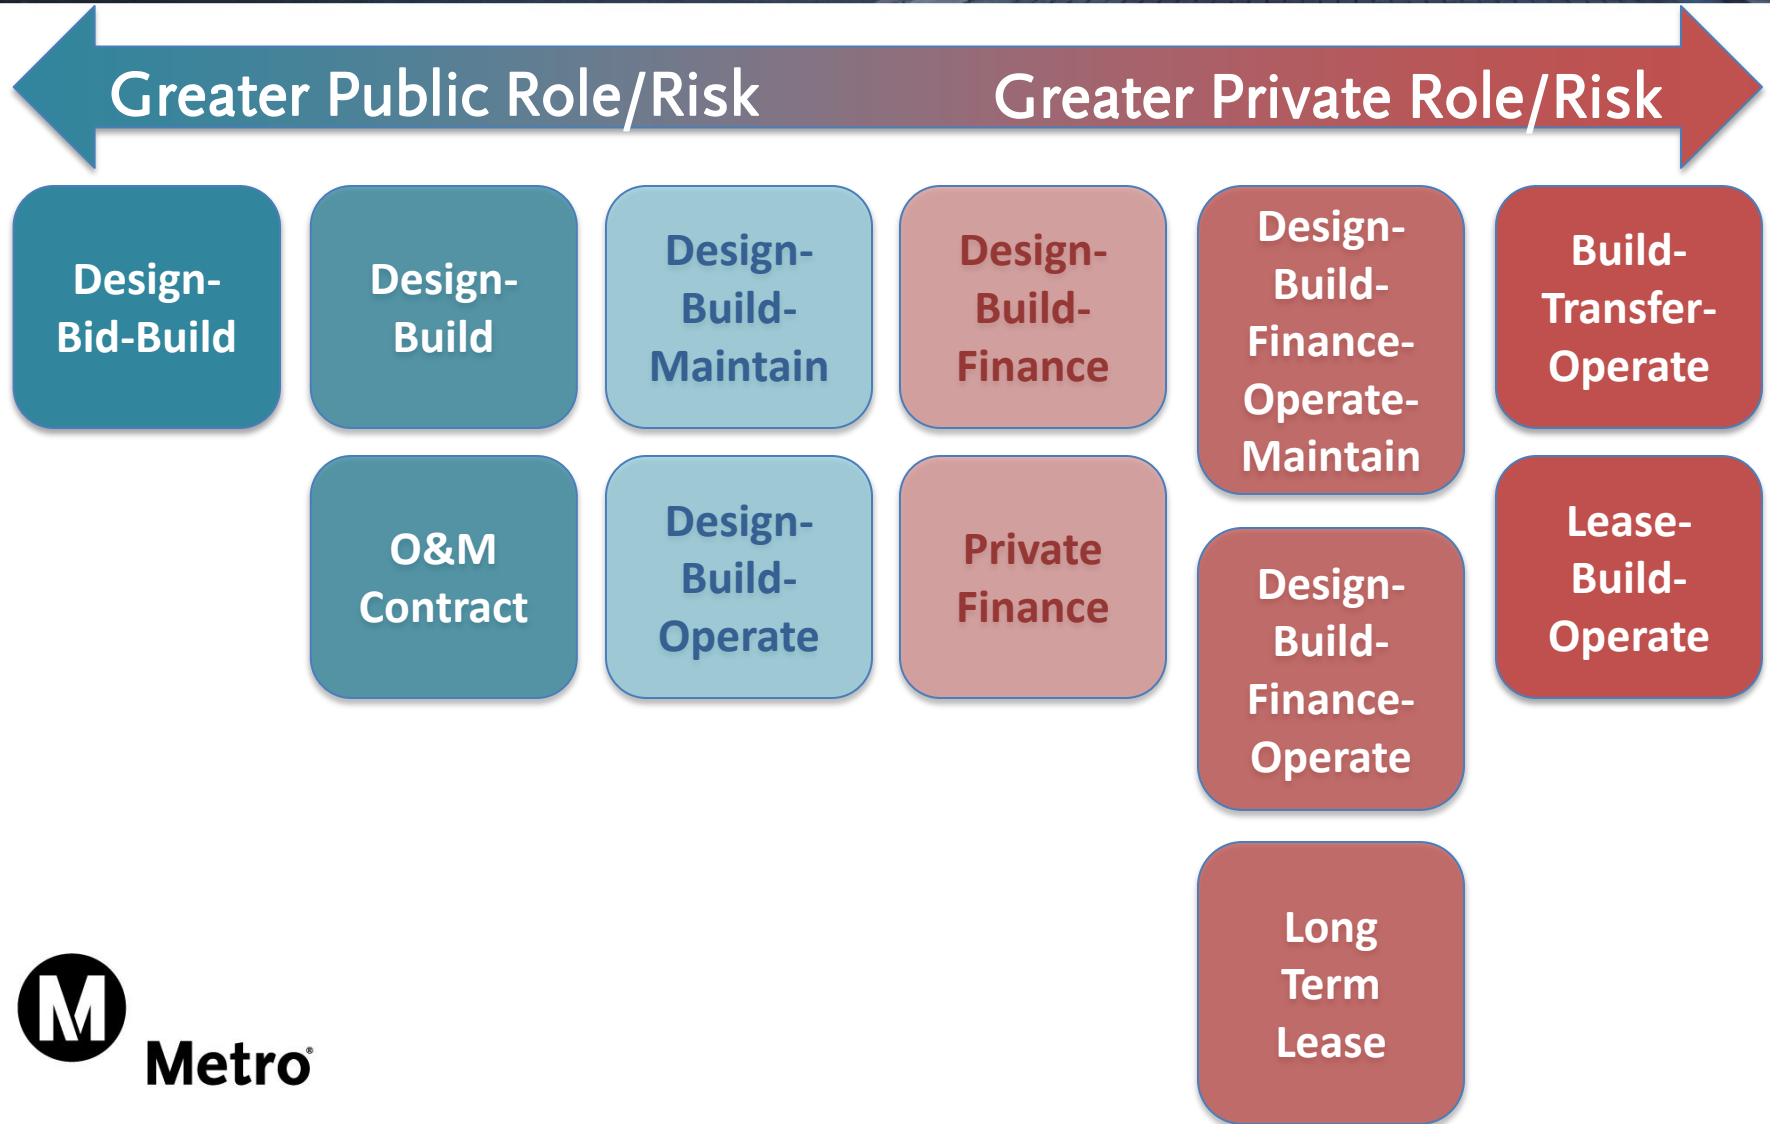 Greater Public Role/Risk
Greater Private Role/Risk
Design-
Bid-Build
Design-
Build
O&M
Contract
Design-
Build-
Maintain
Design-
Build-
Operate
Design-
Build-
Finance
Private
Finance
Design-
Build-
Finance-
Operate-
Maintain
Design-
Build-
Finance-
Operate
Long
Term
Lease
Build-
Transfer-
Operate
Lease-
Build-
Operate
M
Metro®